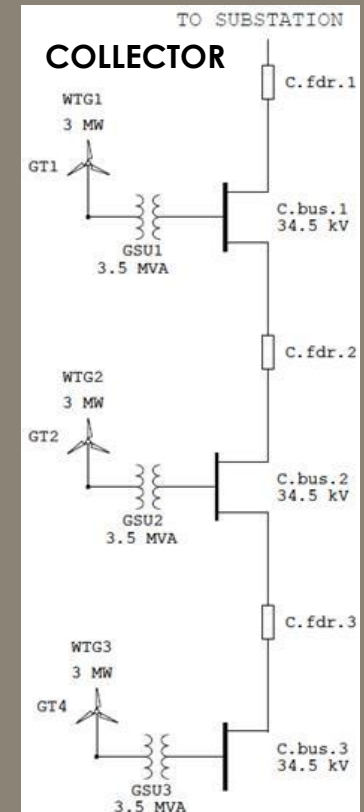 TO SUBSTATION
COLLECTOR
C.fdr.1
WTG1
3 MW
GT1
GSU1
3.5 MVA
C.bus.1
34.5 kV
C.fdr.2
WTG2
3 MW
GT2
GSU2
3.5 MVA
C.bus.2
34.5 kV
C.fdr.3
WTG3
3 MW
GT4
GSU3
3.5 MVA
C.bus.3
34.5 kV